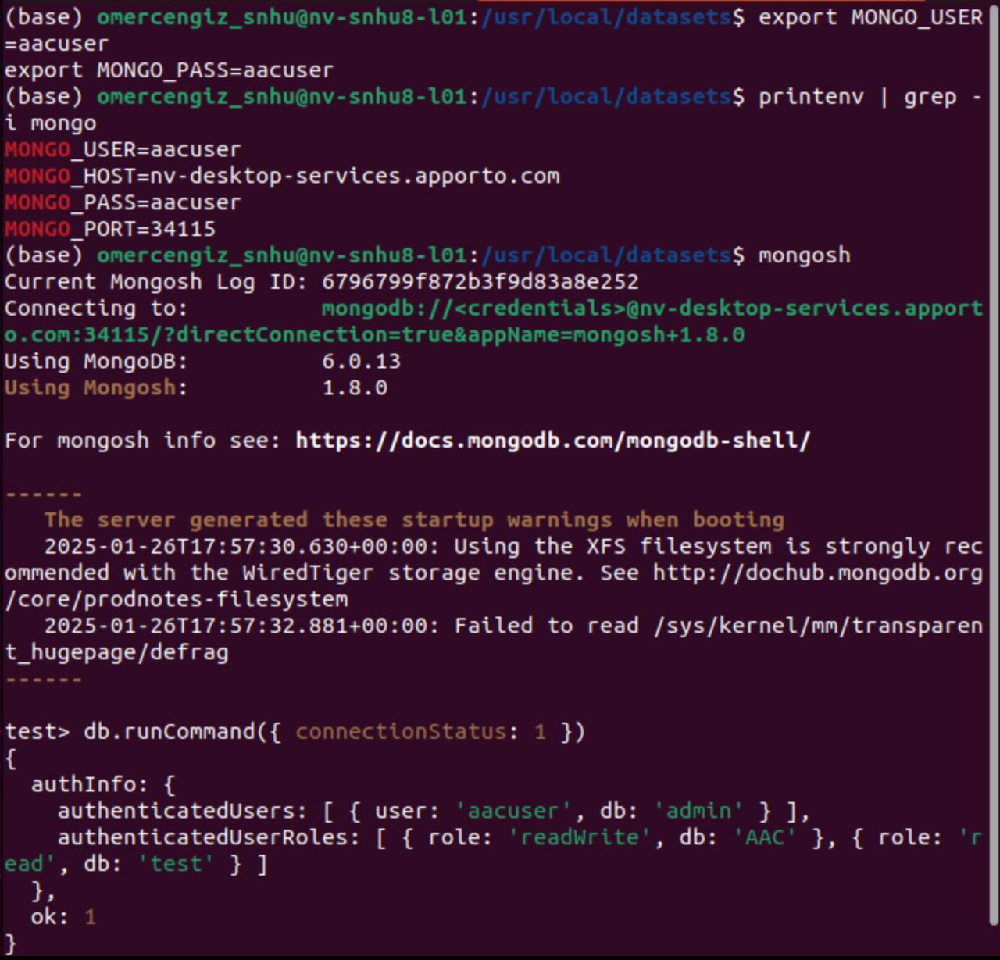 (base) omercengiz_snhu@nv-snhu8-l01:/usr/local/datasets$ export MONGO_USER
=aacuser
export MONGO_PASS=aacuser
(base) omercengiz_snhu@nv-snhu8-l01:/usr/local/datasets$ printenv | grep -
i mongo
MONGO_USER=aacuser
MONGO_HOST=nv-desktop-services.apporto.com
MONGO_PASS=aacuser
MONGO_PORT=34115
(base) omercengiz_snhu@nv-snhu8-l01:/usr/local/datasets$ mongosh
Current Mongosh Log ID: 6796799f872b3f9d83a8e252
Connecting to:          mongodb://<credentials>@nv-desktop-services.apport
o.com:34115/?directConnection=true&appName=mongosh+1.8.0
Using MongoDB:          6.0.13
Using Mongosh:          1.8.0

For mongosh info see: https://docs.mongodb.com/mongodb-shell/

------
   The server generated these startup warnings when booting
   2025-01-26T17:57:30.630+00:00: Using the XFS filesystem is strongly rec
ommended with the WiredTiger storage engine. See http://dochub.mongodb.org
/core/prodnotes-filesystem
   2025-01-26T17:57:32.881+00:00: Failed to read /sys/kernel/mm/transparen
t_hugepage/defrag
------

test> db.runCommand({ connectionStatus: 1 })
{
  authInfo: {
    authenticatedUsers: [ { user: 'aacuser', db: 'admin' } ],
    authenticatedUserRoles: [ { role: 'readWrite', db: 'AAC' }, { role: 'r
ead', db: 'test' } ]
  },
  ok: 1
}